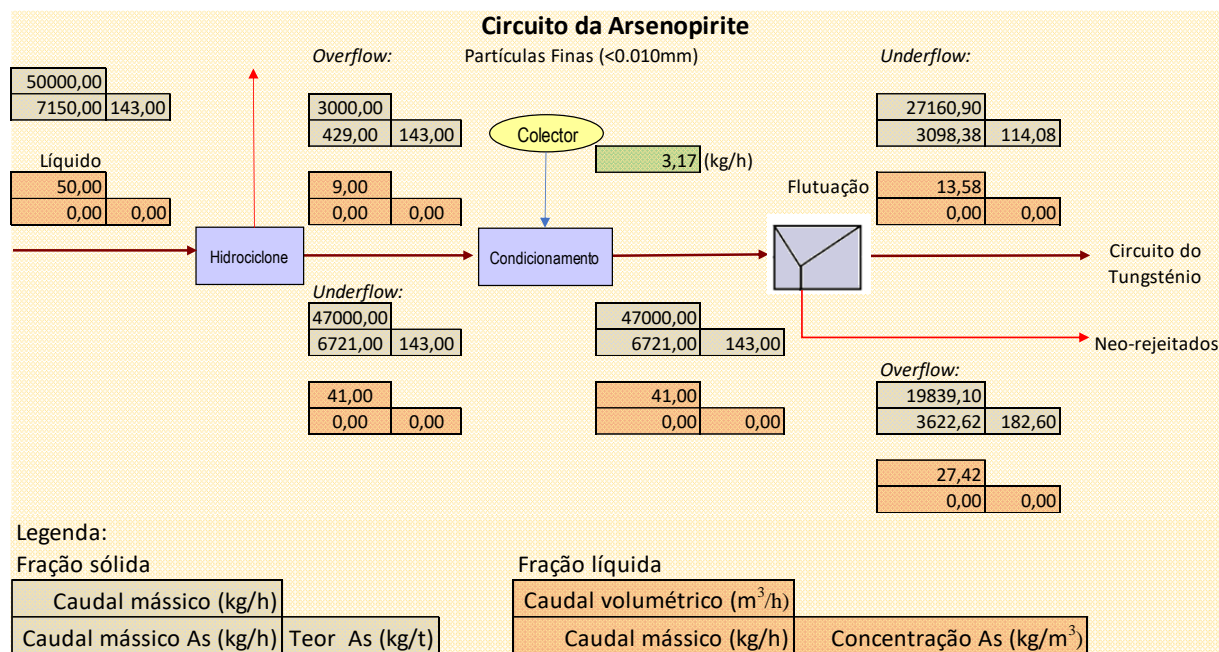 Circuito da Arsenopirite
Overflow:
Partículas Finas (<0.010mm)
Underflow:
50000,00
7150,00 143,00
3000,00
429,00 143,00
27160,90
3098,38 114,08
Colector
3,17 (kg/h)
Líquido
50,00
0,00 0,00
9,00
0,00 0,00
Flutuação
13,58
0,00 0,00
Hidrociclone
Condicionamento
Circuito do
Tungsténio
Underflow:
47000,00
6721,00 143,00
47000,00
6721,00 143,00
Neo-rejeitados
Overflow:
19839,10
3622,62 182,60
41,00
0,00 0,00
41,00
0,00 0,00
27,42
0,00 0,00
Legenda:
Fração sólida
Caudal mássico (kg/h)
Caudal mássico As (kg/h) Teor As (kg/t)
Fração líquida
Caudal volumétrico (m³/h)
Caudal mássico (kg/h) Concentração As (kg/m³)